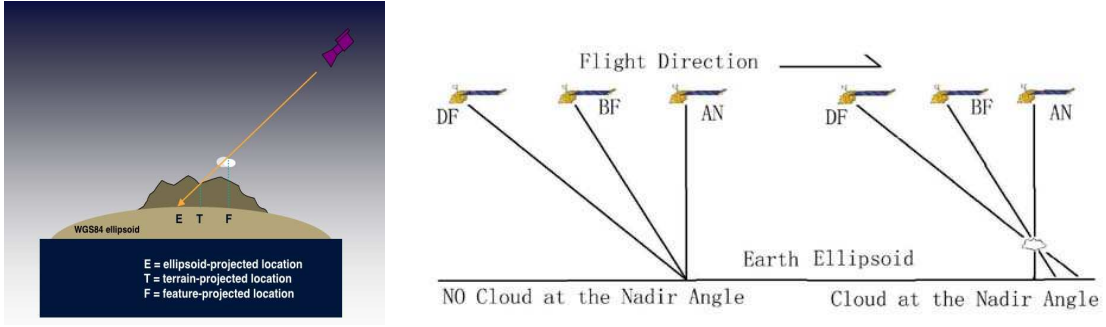 E T F
WGS84 ellipsoid
E = ellipsoid-projected location
T = terrain-projected location
F = feature-projected location
Flight Direction
DF BF AN
DF BF AN
Earth Ellipsoid
NO Cloud at the Nadir Angle
Cloud at the Nadir Angle